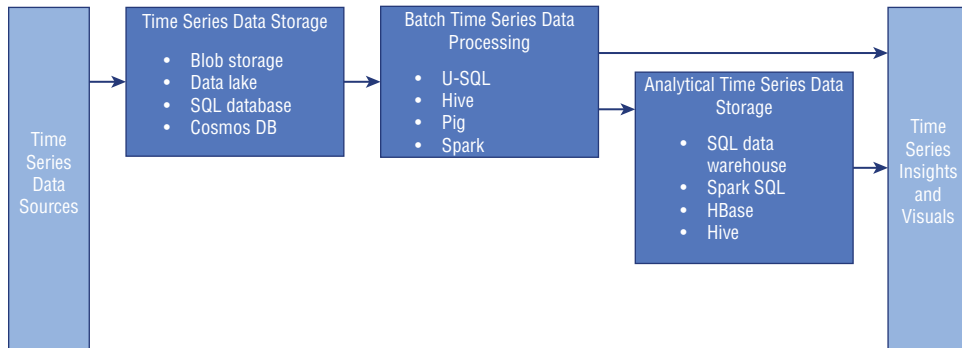 Time
Series
Data
Sources
Time Series Data Storage
• Blob storage
• Data lake
• SQL database
• Cosmos DB
Batch Time Series Data
Processing
• U-SQL
• Hive
• Pig
• Spark
Analytical Time Series Data
Storage
• SQL data
warehouse
• Spark SQL
• HBase
• Hive
Time
Series
Insights
and
Visuals